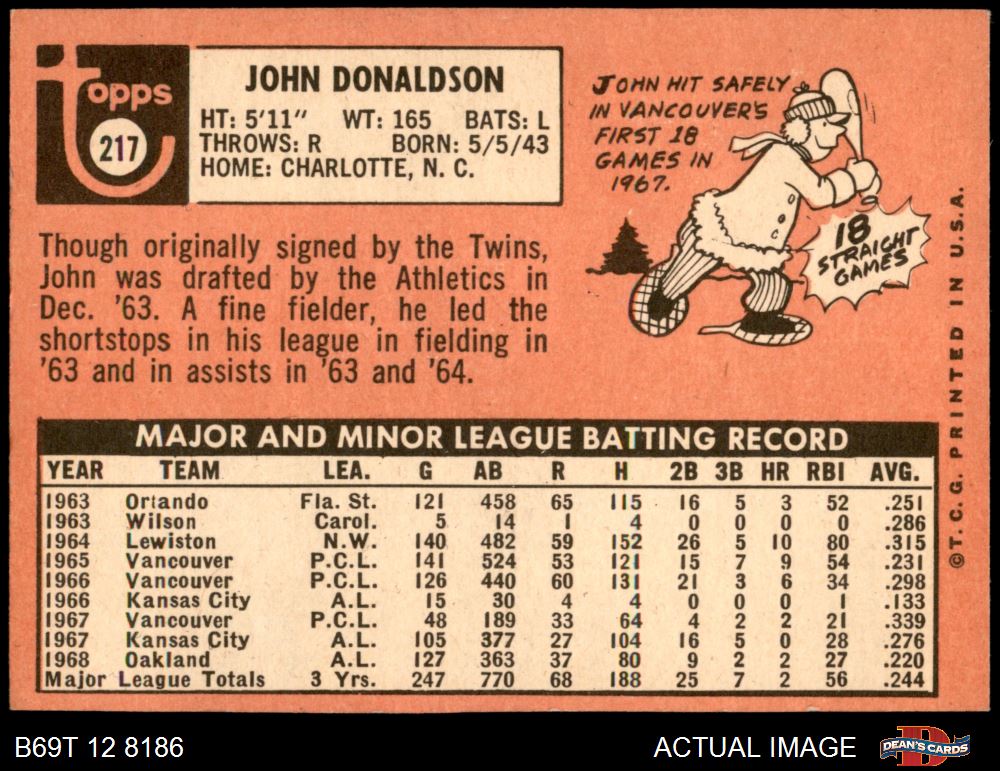 Topps
217
JOHN DONALDSON
HT: 5'11" WT: 165 BATS: L
THROWS: R BORN: 5/5/43
HOME: CHARLOTTE, N. C.
JOHN HIT SAFELY
IN VANCOUVER'S
FIRST 18
GAMES IN
1967.
18
STRAIGHT
GAMES
Though originally signed by the Twins,
John was drafted by the Athletics in
Dec. '63. A fine fielder, he led the
shortstops in his league in fielding in
'63 and in assists in '63 and '64.
MAJOR AND MINOR LEAGUE BATTING RECORD
YEAR TEAM LEA. G AB R H 2B 3B HR RBI AVG.
1963 Orlando Fla. St. 121 458 65 115 16 5 3 52 .251
1963 Wilson Carol. 5 14 1 4 0 0 0 0 .286
1964 Lewiston N.W. 140 482 59 152 26 5 10 80 .315
1965 Vancouver P.C.L. 141 524 53 121 15 7 9 54 .231
1966 Vancouver P.C.L. 126 440 60 131 21 3 6 34 .298
1966 Kansas City A.L. 15 30 4 4 0 0 0 1 .133
1967 Vancouver P.C.L. 48 189 33 64 4 2 2 21 .339
1967 Kansas City A.L. 105 377 27 104 16 5 0 28 .276
1968 Oakland A.L. 127 363 37 80 9 2 2 27 .220
Major League Totals 3 Yrs. 247 770 68 188 25 7 2 56 .244
©T. C. G. PRINTED IN U.S.A.
B69T 12 8186
ACTUAL IMAGE
DEAN'S CARDS